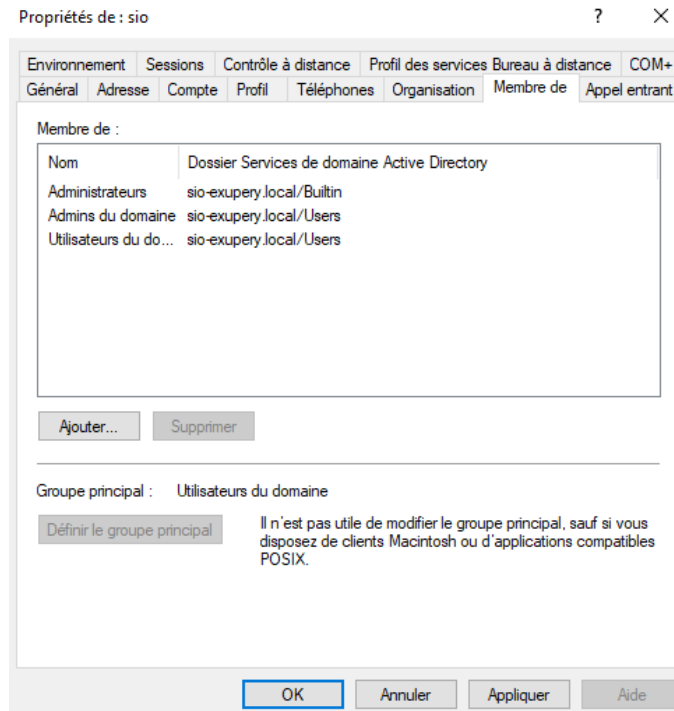 Propriétés de : sio
?
Environnement Sessions Contrôle à distance Profil des services Bureau à distance COM+
Général Adresse Compte Profil Téléphones Organisation Membre de Appel entrant
Membre de :
Nom Dossier Services de domaine Active Directory
Administrateurs sio-exupery.local/Builtin
Admins du domaine sio-exupery.local/Users
Utilisateurs du do... sio-exupery.local/Users
Ajouter... Supprimer
Groupe principal : Utilisateurs du domaine
Définir le groupe principal
Il n'est pas utile de modifier le groupe principal, sauf si vous
disposez de clients Macintosh ou d'applications compatibles
POSIX.
OK Annuler Appliquer Aide